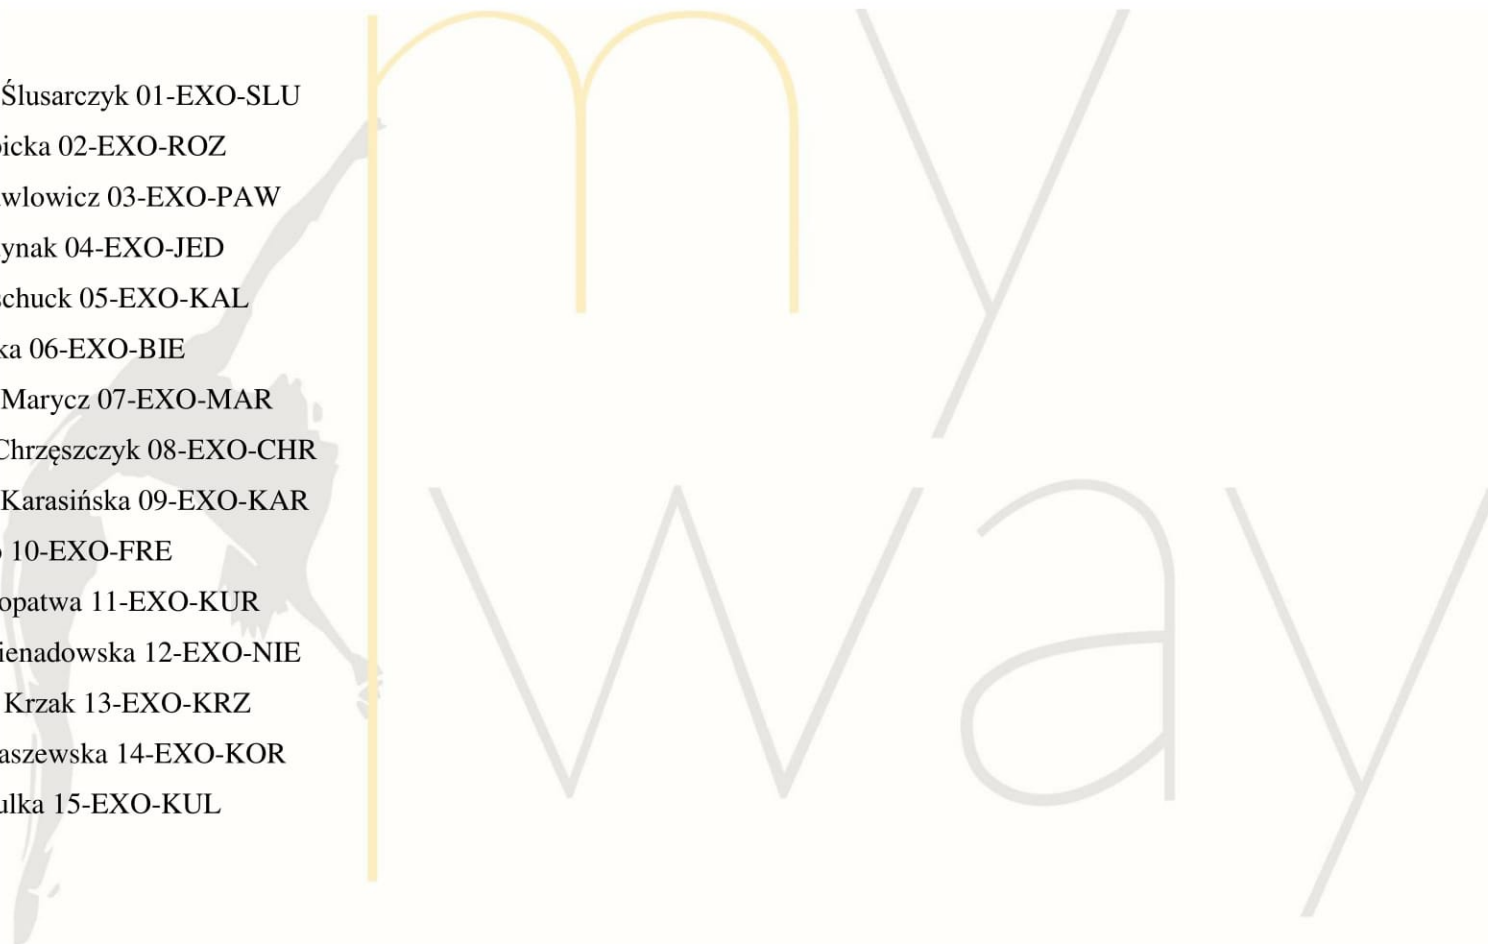 Ślusarczyk 01-EXO-SLU
icka 02-EXO-ROZ
wlowicz 03-EXO-PAW
ynak 04-EXO-JED
schuck 05-EXO-KAL
ka 06-EXO-BIE
Marycz 07-EXO-MAR
Chrzęszczyk 08-EXO-CHR
Karasińska 09-EXO-KAR
10-EXO-FRE
opatwa 11-EXO-KUR
ienadowska 12-EXO-NIE
Krzak 13-EXO-KRZ
aszewska 14-EXO-KOR
ulka 15-EXO-KUL
my
way